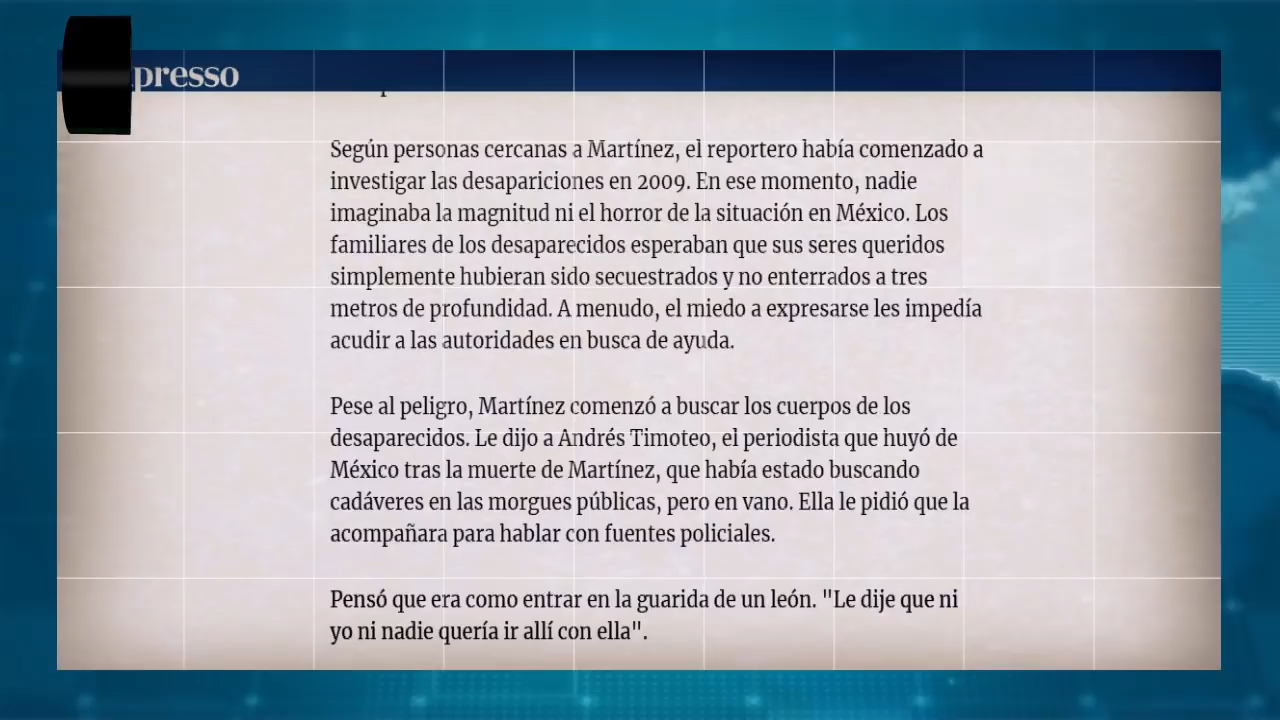 presso
Según personas cercanas a Martínez, el reportero había comenzado a
investigar las desapariciones en 2009. En ese momento, nadie
imaginaba la magnitud ni el horror de la situación en México. Los
familiares de los desaparecidos esperaban que sus seres queridos
simplemente hubieran sido secuestrados y no enterrados a tres
metros de profundidad. A menudo, el miedo a expresarse les impedía
acudir a las autoridades en busca de ayuda.
Pese al peligro, Martínez comenzó a buscar los cuerpos de los
desaparecidos. Le dijo a Andrés Timoteo, el periodista que huyó de
México tras la muerte de Martínez, que había estado buscando
cadáveres en las morgues públicas, pero en vano. Ella le pidió que la
acompañara para hablar con fuentes policiales.
Pensó que era como entrar en la guarida de un león. "Le dije que ni
yo ni nadie quería ir allí con ella".